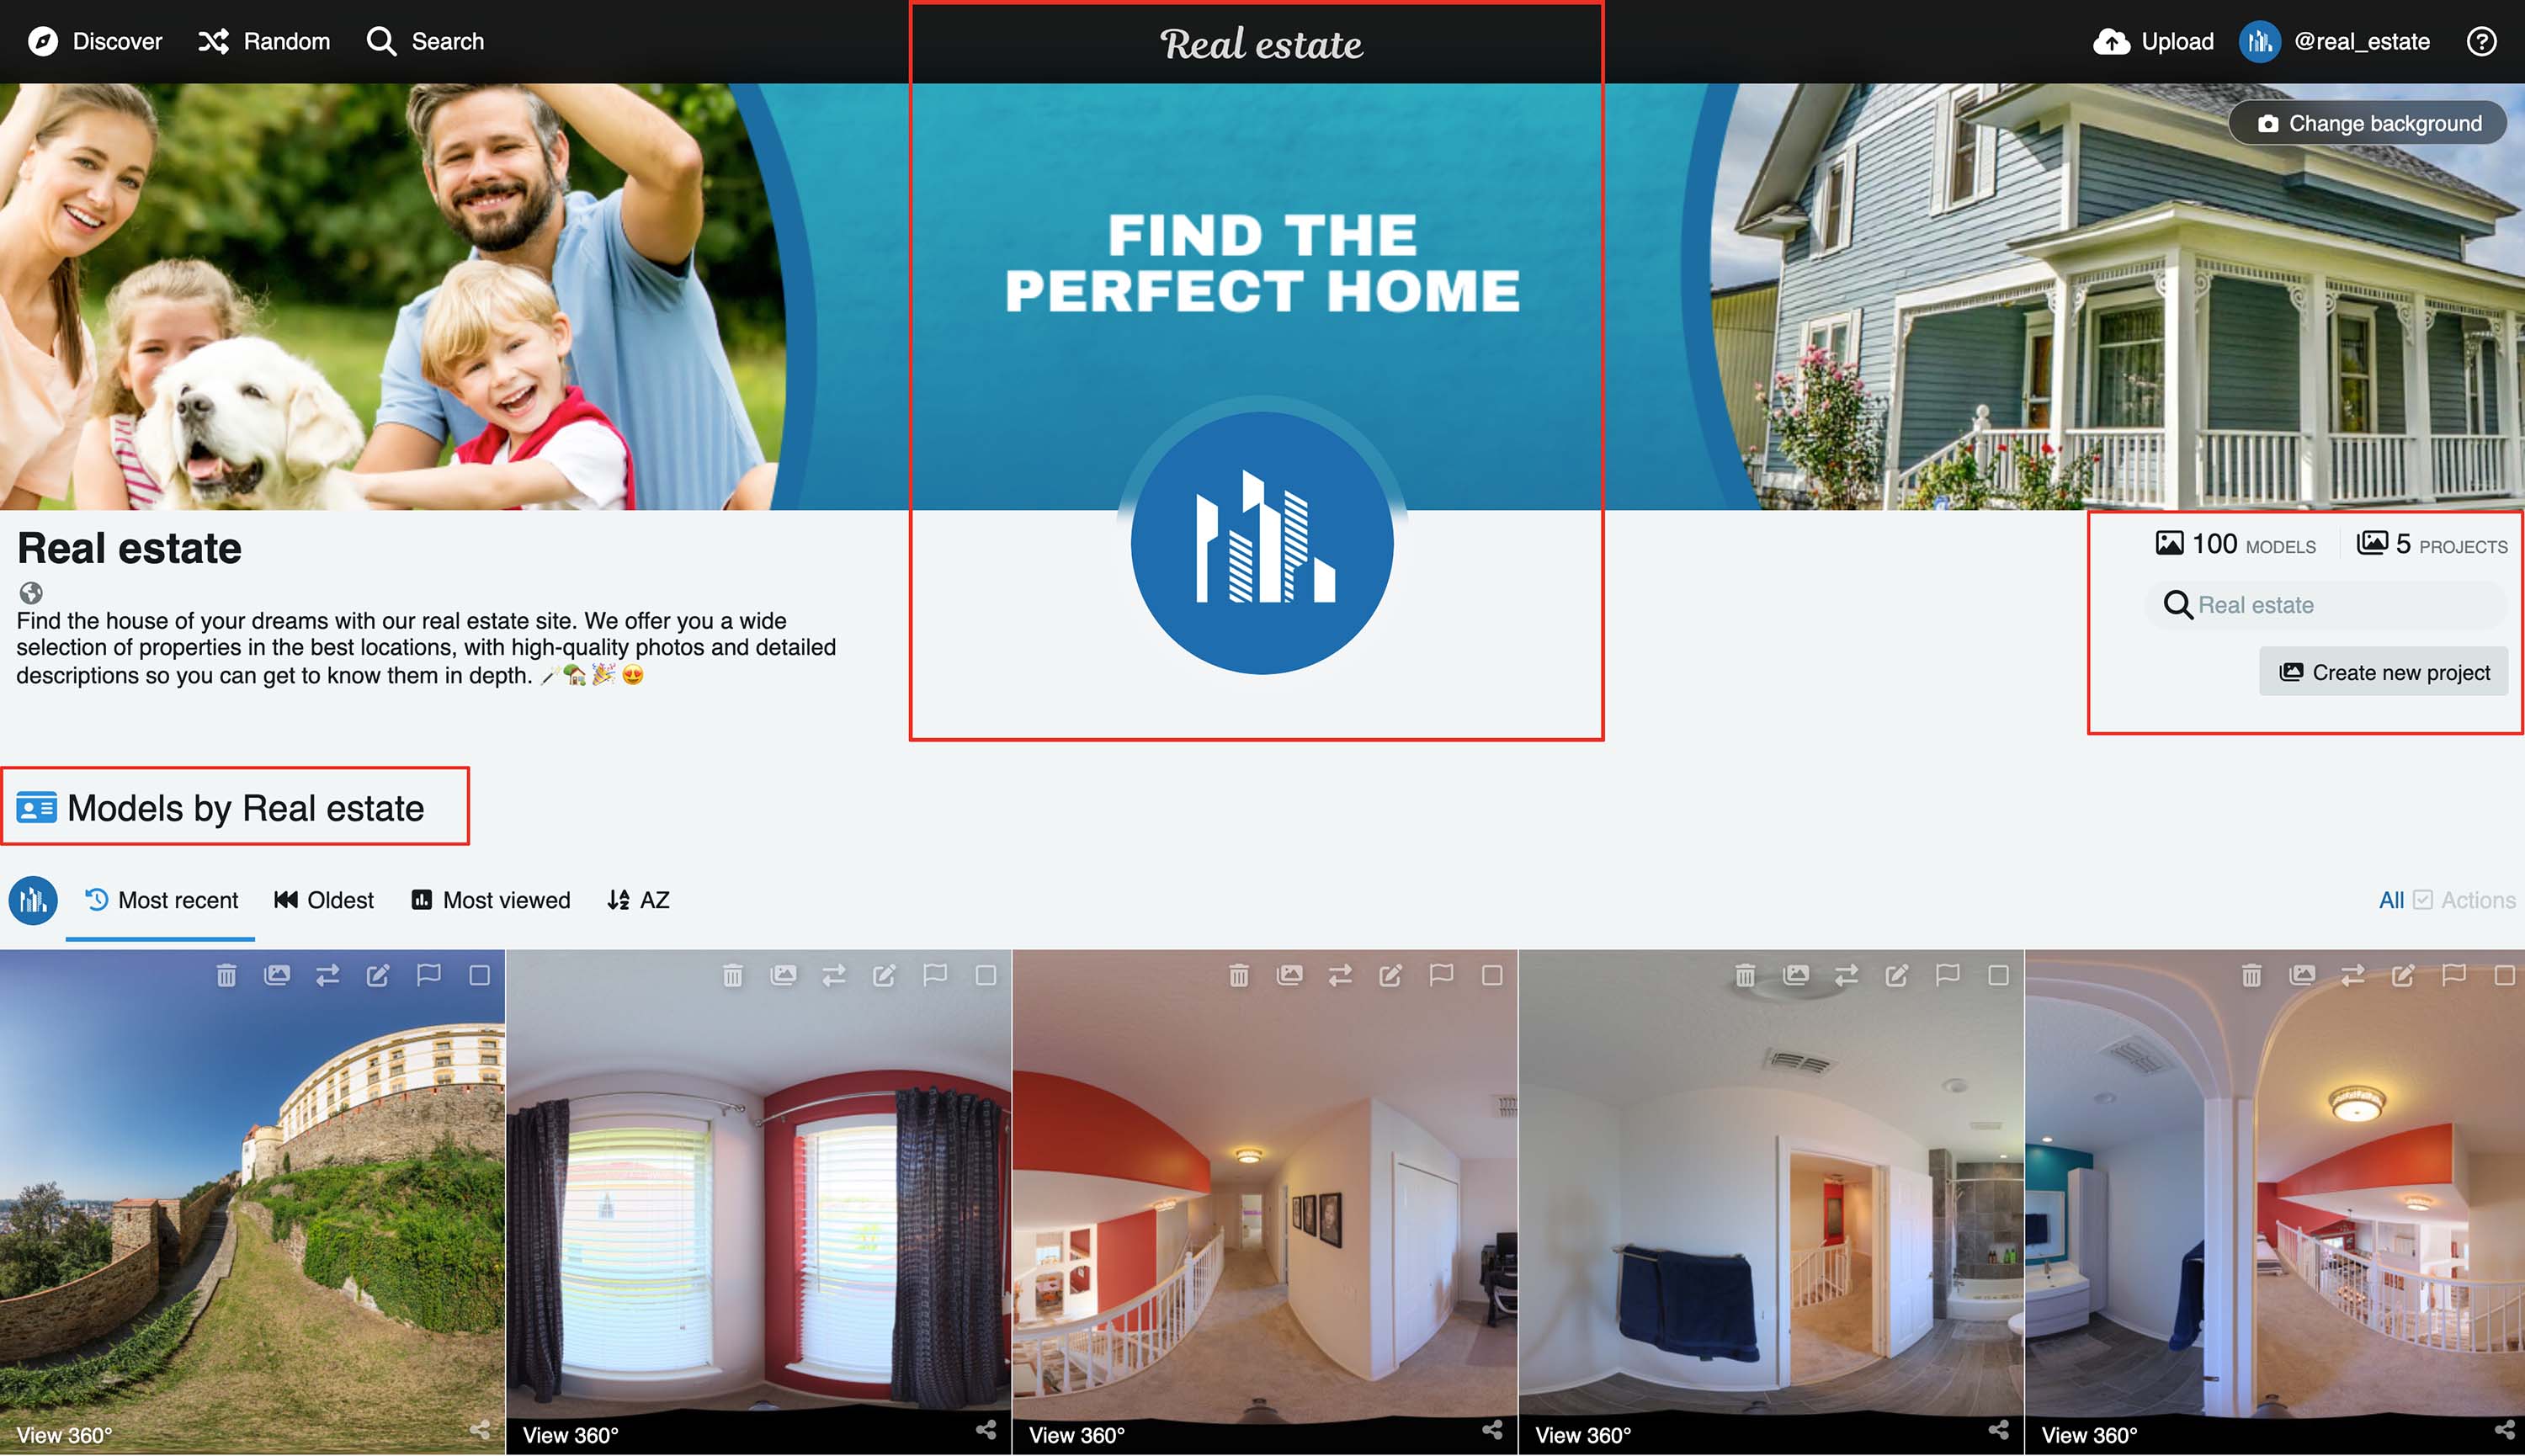 Discover
Random
Search
Real estate
Upload
@real_estate
Change background
FIND THE
PERFECT HOME
Real estate
Find the house of your dreams with our real estate site. We offer you a wide
selection of properties in the best locations, with high-quality photos and detailed
descriptions so you can get to know them in depth. 🪄🏡🎉😍
100 MODELS
5 PROJECTS
Real estate
Create new project
Models by Real estate
Most recent
Oldest
Most viewed
AZ
All
Actions
View 360°
View 360°
View 360°
View 360°
View 360°